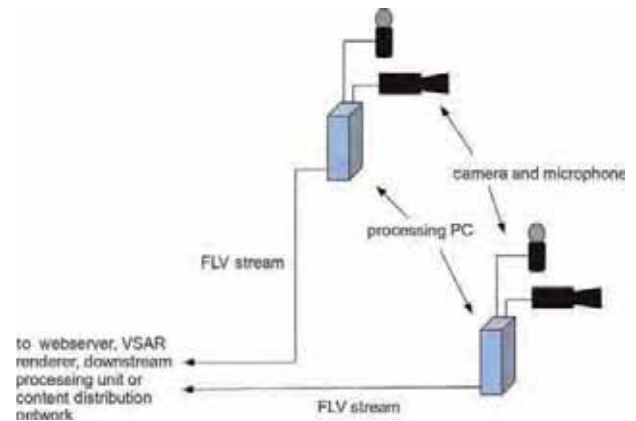 camera and microphone
processing PC
FLV stream
to webserver, VSAR
renderer, downstream
processing unit or
content distribution
network
FLV stream